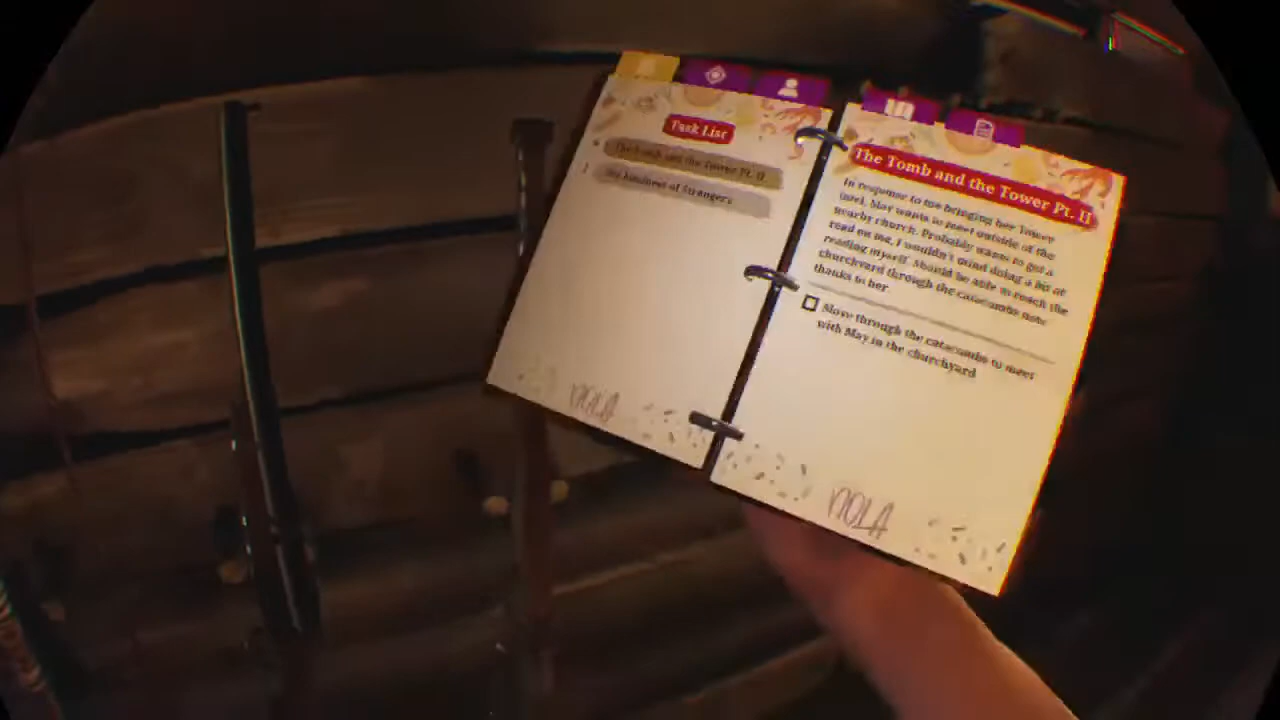 Task List
The Tomb and the Tower Pt. II
The Kindness of Strangers
NOLA
The Tomb and the Tower Pt. II
In response to me bringing her Tower
intel, May wants to meet outside of the
nearby church. Probably wants to get a
read on me, I wouldn't mind doing a bit of
reading myself. Should be able to reach the
churchyard through the catacombs now
thanks to her
Move through the catacombs to meet
with May in the churchyard
NOLA